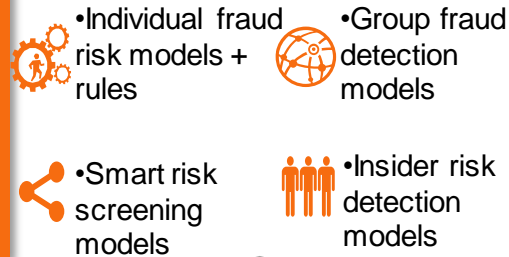 •Individual fraud
risk models +
rules
•Group fraud
detection
models
•Smart risk
screening
models
•Insider risk
detection
models